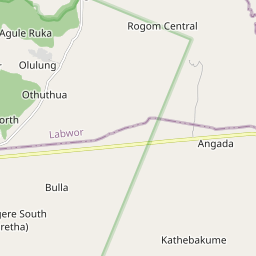 Rogom Central
Agule Ruka
Olulung
Othuthua
orth
Labwor
Angada
Bulla
gere South
retha)
Kathebakume